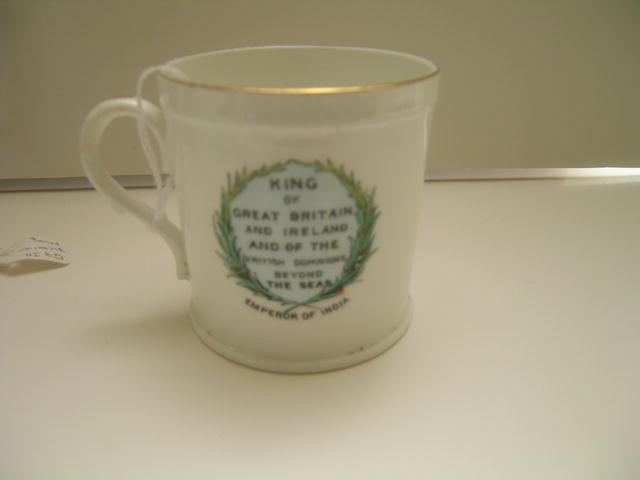 KING
OF
GREAT BRITAIN,
AND IRELAND
AND OF THE
BRITISH DOMINIONS
BEYOND
THE SEAS
EMPEROR OF INDIA